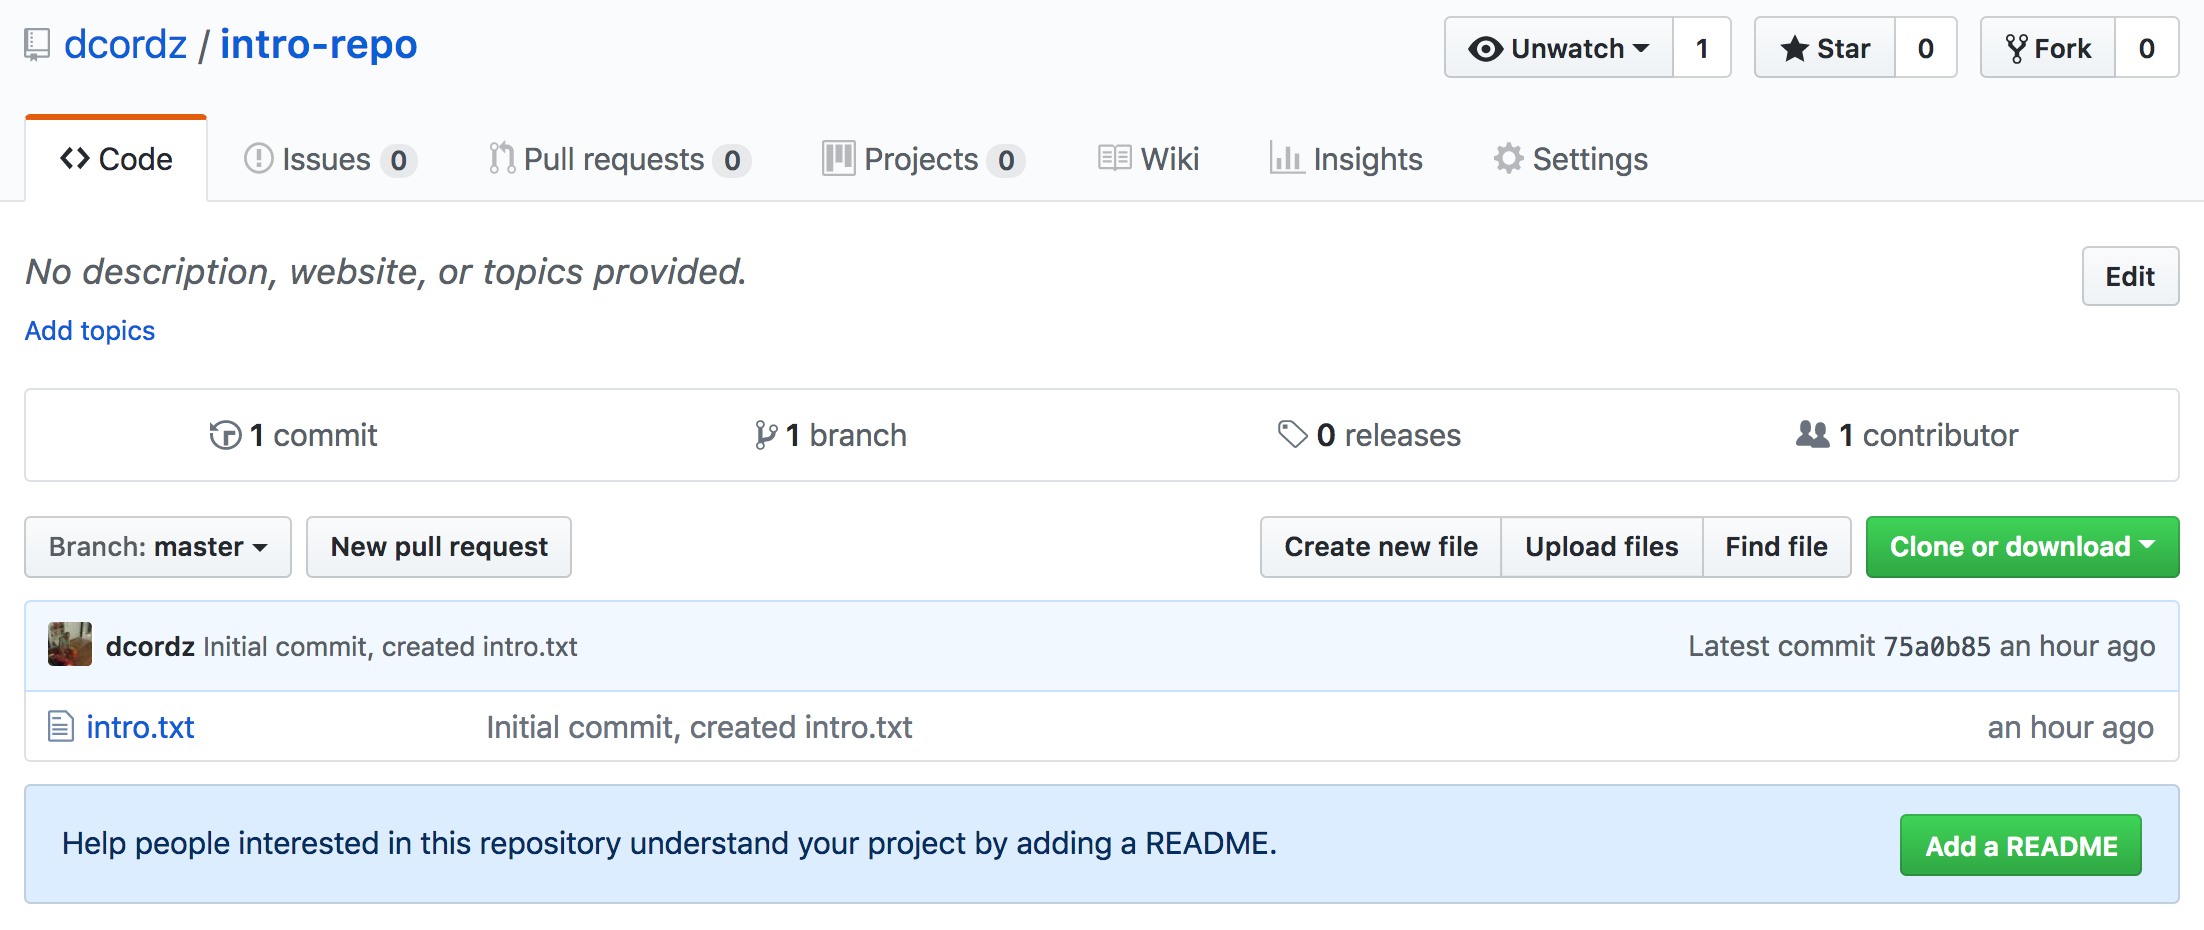 dcordz / intro-repo
Unwatch 1 Star 0 Fork 0
Code Issues 0 Pull requests 0 Projects 0 Wiki Insights Settings
No description, website, or topics provided.
Edit
Add topics
1 commit 1 branch 0 releases 1 contributor
Branch: master New pull request Create new file Upload files Find file Clone or download
dcordz Initial commit, created intro.txt Latest commit 75a0b85 an hour ago
intro.txt Initial commit, created intro.txt an hour ago
Help people interested in this repository understand your project by adding a README. Add a README